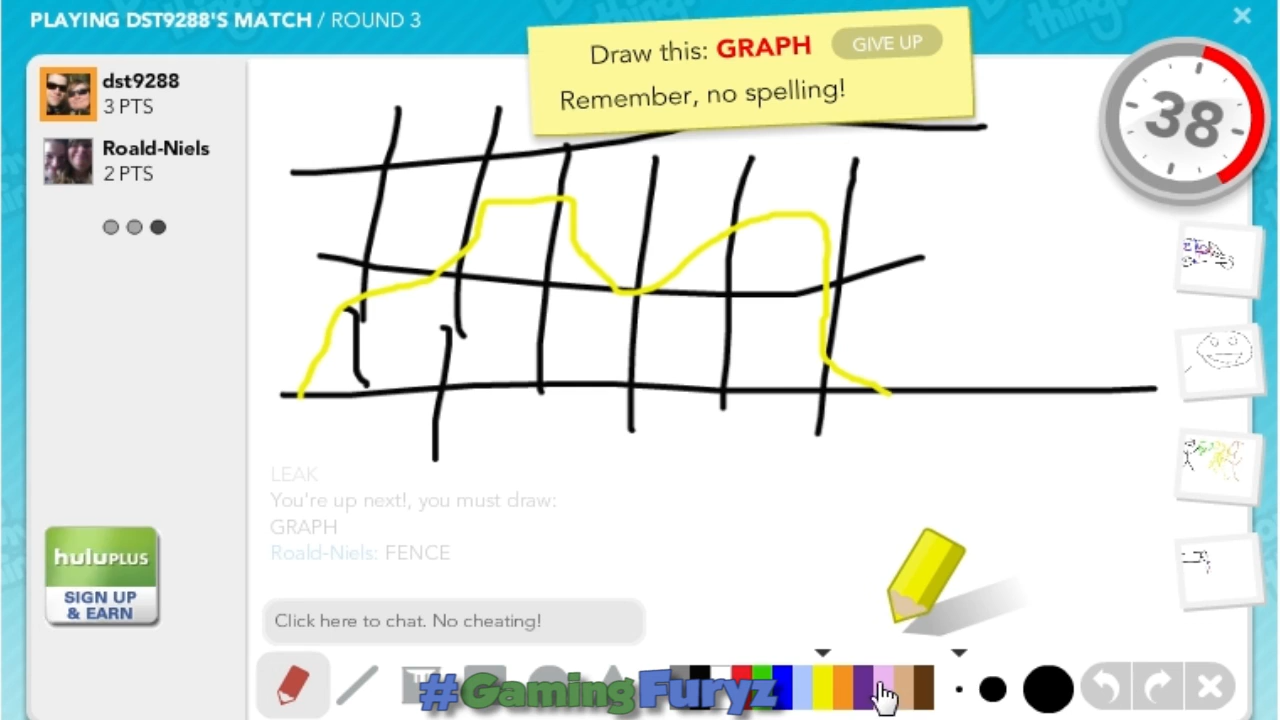 PLAYING DST9288'S MATCH / ROUND 3
Draw this: GRAPH
GIVE UP
Remember, no spelling!
38
dst9288
3 PTS
Roald-Niels
2 PTS
LEAK
You're up next!, you must draw:
GRAPH
Roald-Niels: FENCE
huluPLUS
SIGN UP
& EARN
Click here to chat. No cheating!
#GamingFuryz